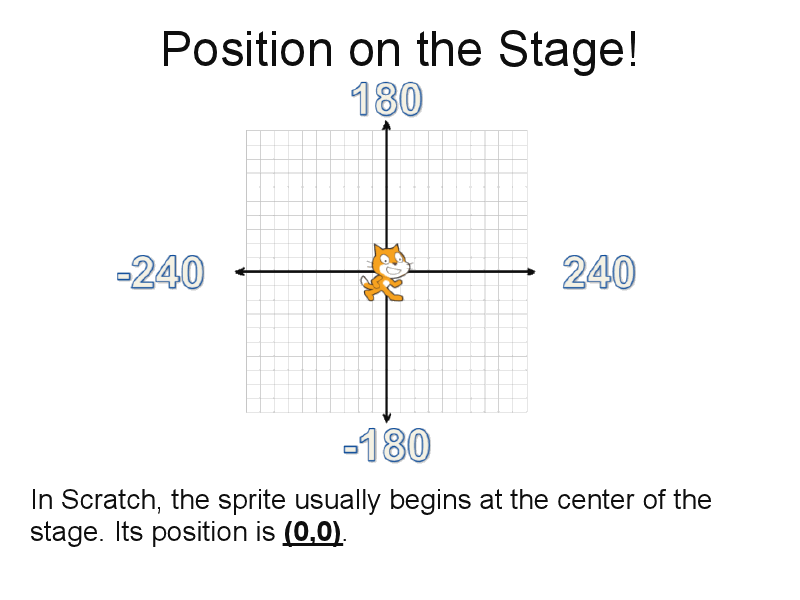 Position on the Stage!
180
-240
240
-180
In Scratch, the sprite usually begins at the center of the
stage. Its position is (0,0).